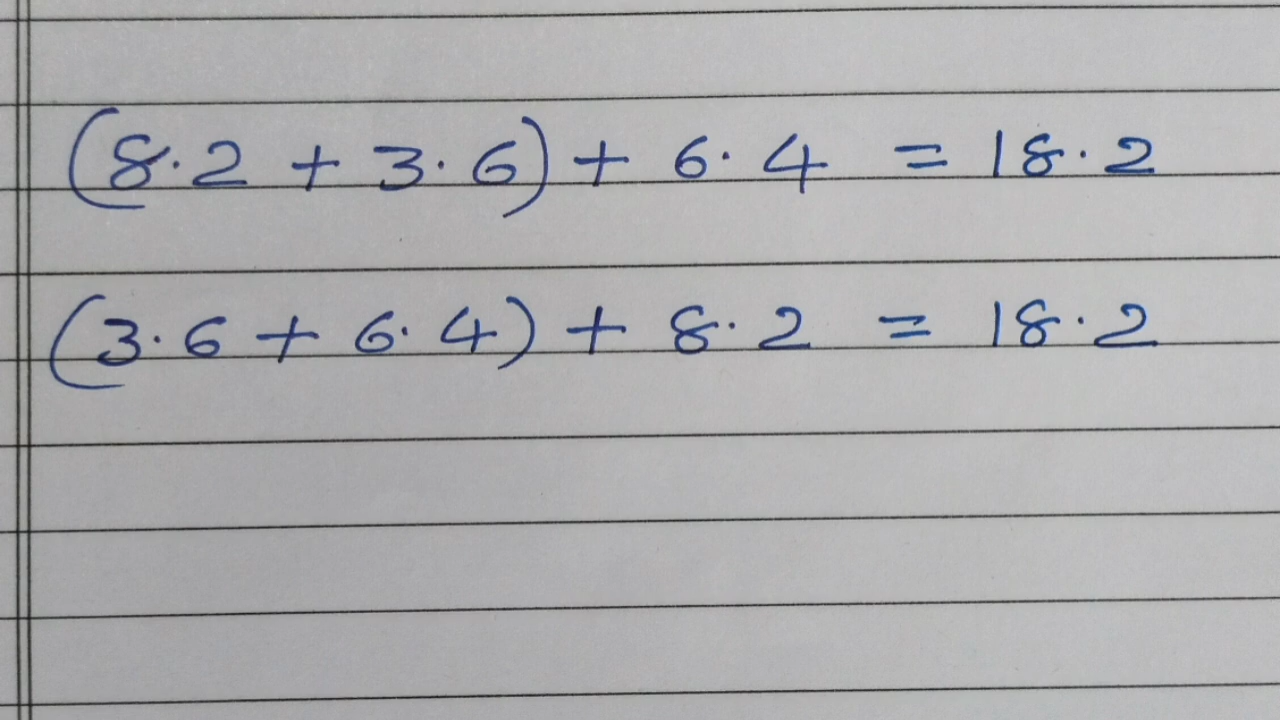 (8.2 + 3.6) + 6.4 = 18.2
(3.6 + 6.4) + 8.2 = 18.2